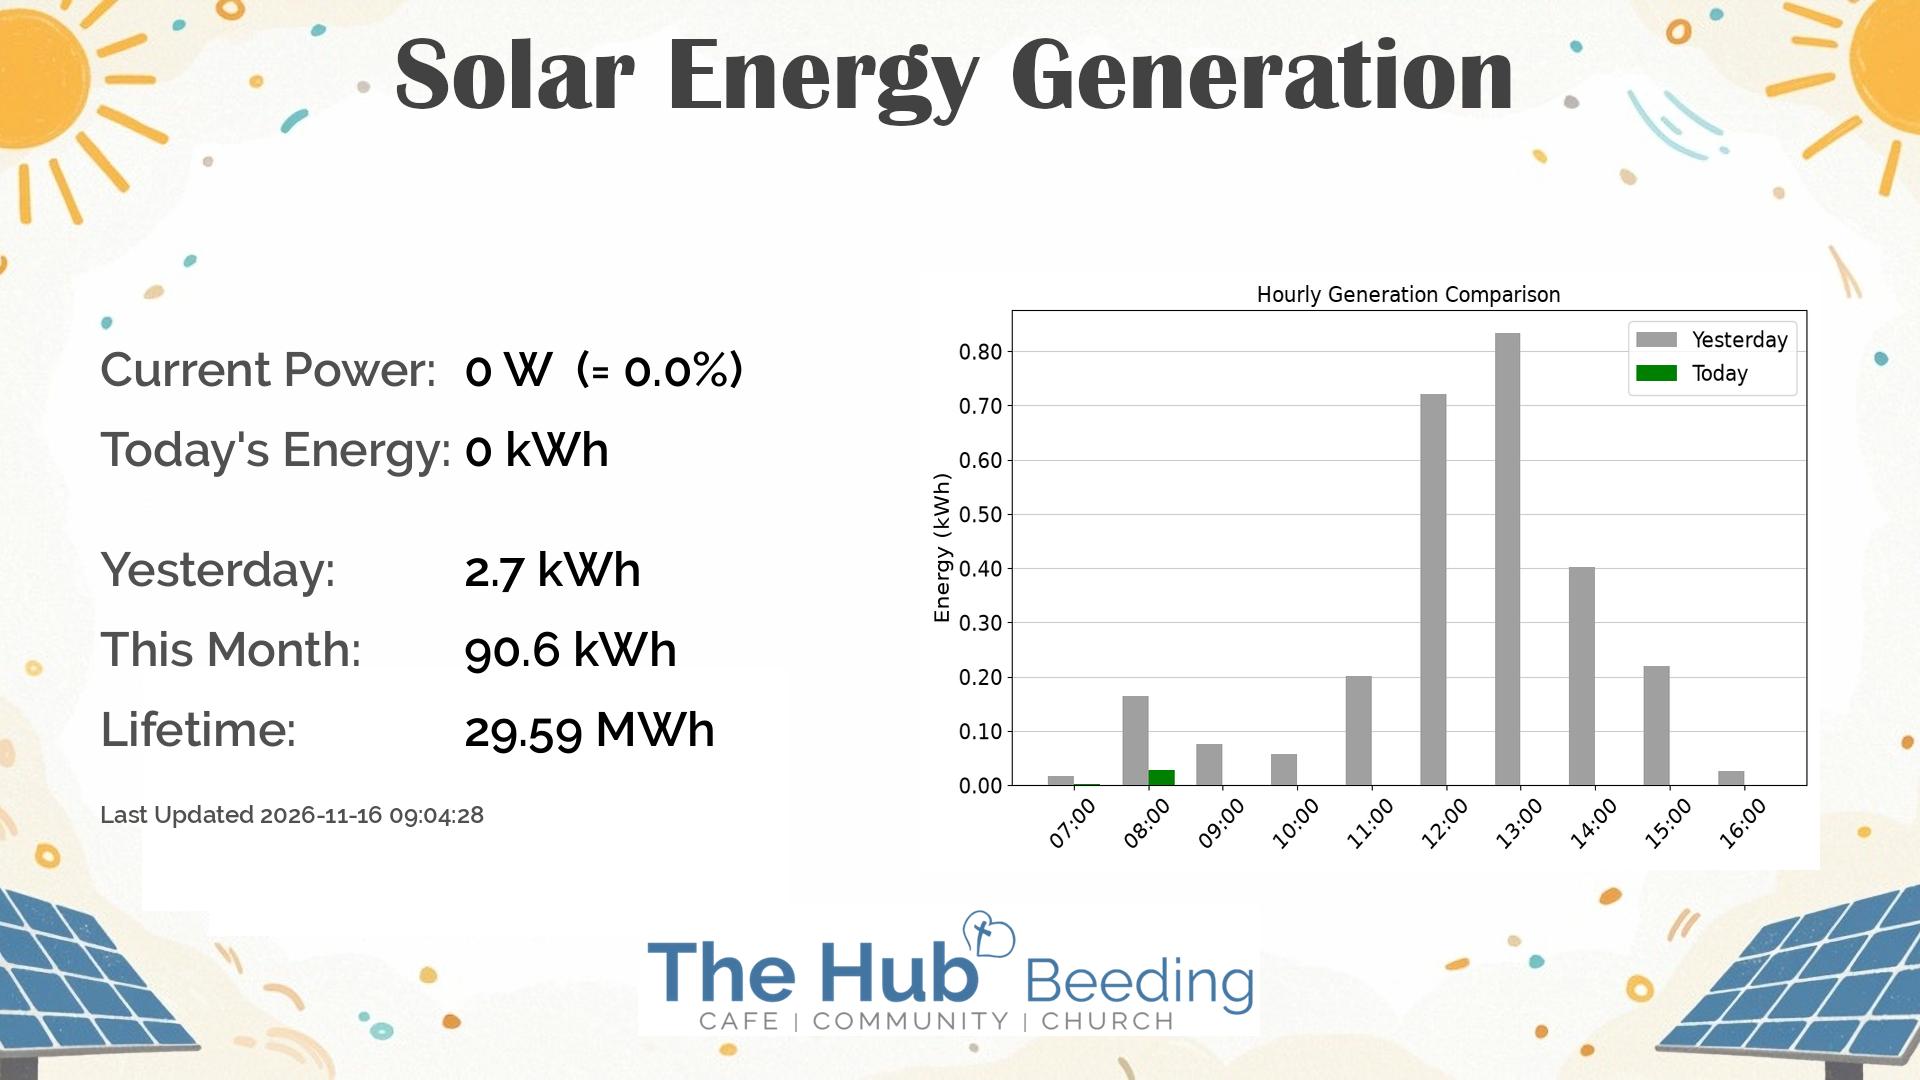 Solar Energy Generation
Current Power: 0 W (= 0.0%)
Today's Energy: 0 kWh
Yesterday: 2.7 kWh
This Month: 90.6 kWh
Lifetime: 29.59 MWh
Last Updated 2026-11-16 09:04:28
Hourly Generation Comparison
Yesterday
Today
Energy (kWh)
0.80
0.70
0.60
0.50
0.40
0.30
0.20
0.10
0.00
07:00 08:00 09:00 10:00 11:00 12:00 13:00 14:00 15:00 16:00
The Hub Beeding
CAFE | COMMUNITY | CHURCH